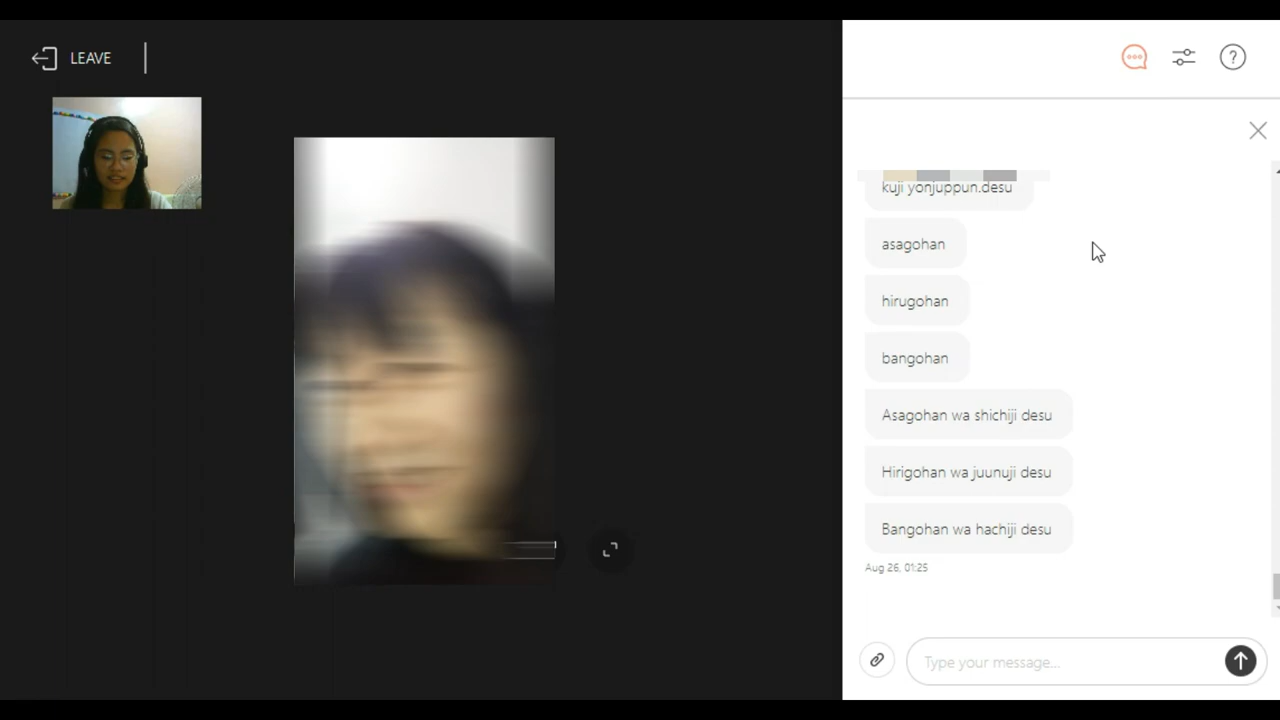 LEAVE
kuji yonjuppun.desu
asagohan
hirugohan
bangohan
Asagohan wa shichiji desu
Hirigohan wa juunuji desu
Bangohan wa hachiji desu
Aug 26, 01:25
Type your message...